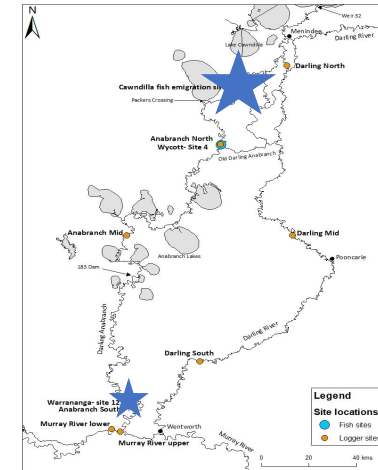 N
Weir 32
Menindee
Lake Cawndilla
Darling River
Darling North
Cawndilla fish emigration
Packers Crossing
Anabranch North
Wycott- Site 4
Old Darling Anabranch
Anabranch Mid
Anabranch Lakes
Darling Mid
183 Dam
Pooncarie
Darling Anabranch
Darling River
Darling South
Warrananga- site 12
Anabranch South
Murray River lower
Wentworth
Murray River upper
Murray River
Legend
Site locations
Fish sites
Logger sites
0 20 40 kms